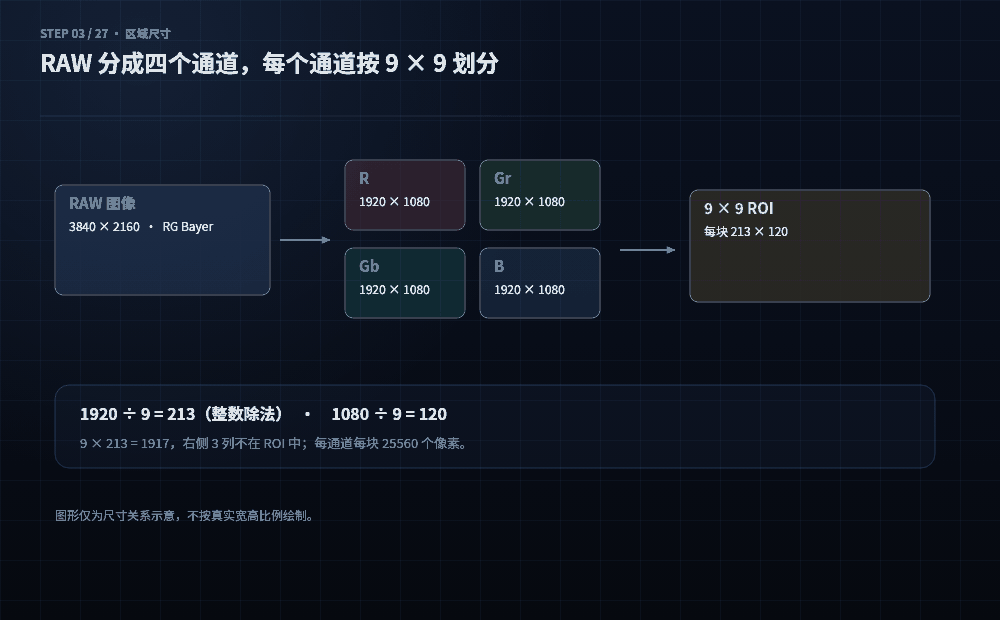 STEP 03 / 27 · 区域尺寸
RAW 分成四个通道，每个通道按 9 × 9 划分
RAW 图像
3840 × 2160 · RG Bayer
R
1920 × 1080
Gr
1920 × 1080
Gb
1920 × 1080
B
1920 × 1080
9 × 9 ROI
每块 213 × 120
1920 ÷ 9 = 213（整数除法） · 1080 ÷ 9 = 120
9 × 213 = 1917，右侧 3 列不在 ROI 中；每通道每块 25560 个像素。
图形仅为尺寸关系示意，不按真实宽高比例绘制。